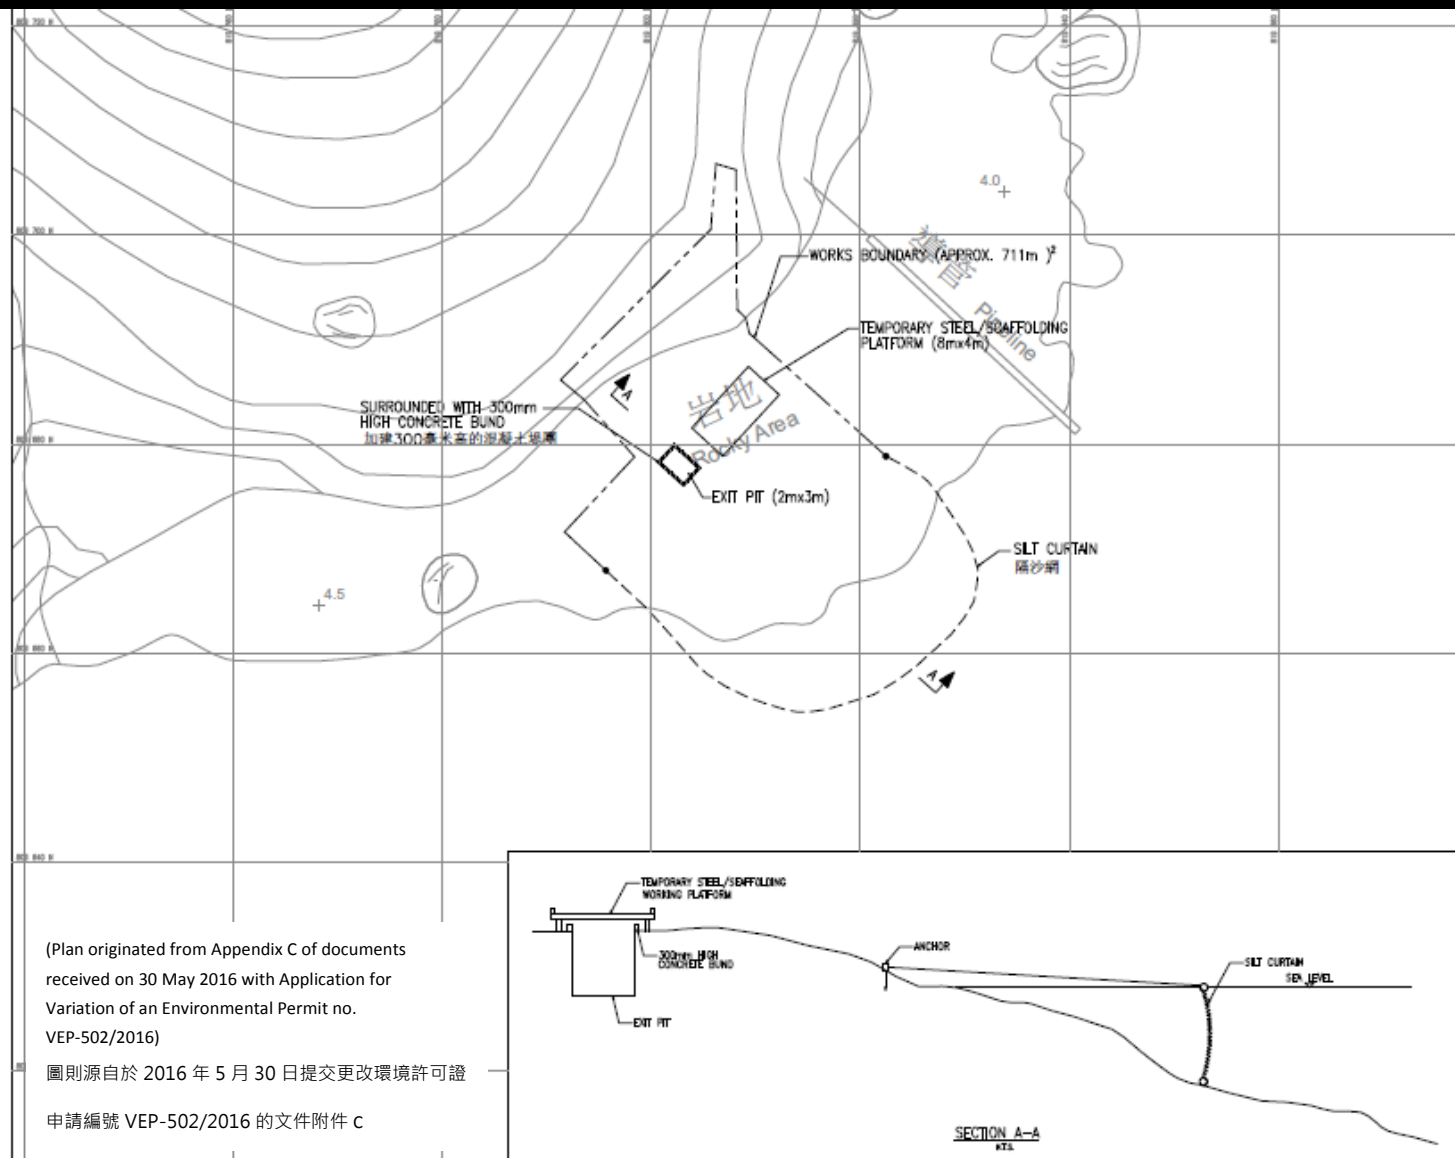 4.0
導管
Pipeline
WORKS BOUNDARY (APPROX. 711m )²
TEMPORARY STEEL/SCAFFOLDING
PLATFORM (8mx4m)
A
岩地
Rocky Area
SURROUNDED WITH 300mm
HIGH CONCRETE BUND
加建300毫米高的混凝土堤壆
EXIT PIT (2mx3m)
SILT CURTAIN
隔沙網
4.5
A
TEMPORARY STEEL/SEAFFOLDING
WORKING PLATFORM
300mm HIGH
CONCRETE BUND
EXIT PIT
ANCHOR
SILT CURTAIN
SEA LEVEL
SECTION A-A
N.T.S.
(Plan originated from Appendix C of documents
received on 30 May 2016 with Application for
Variation of an Environmental Permit no.
VEP-502/2016)
圖則源自於 2016 年 5 月 30 日提交更改環境許可證
申請編號 VEP-502/2016 的文件附件 C